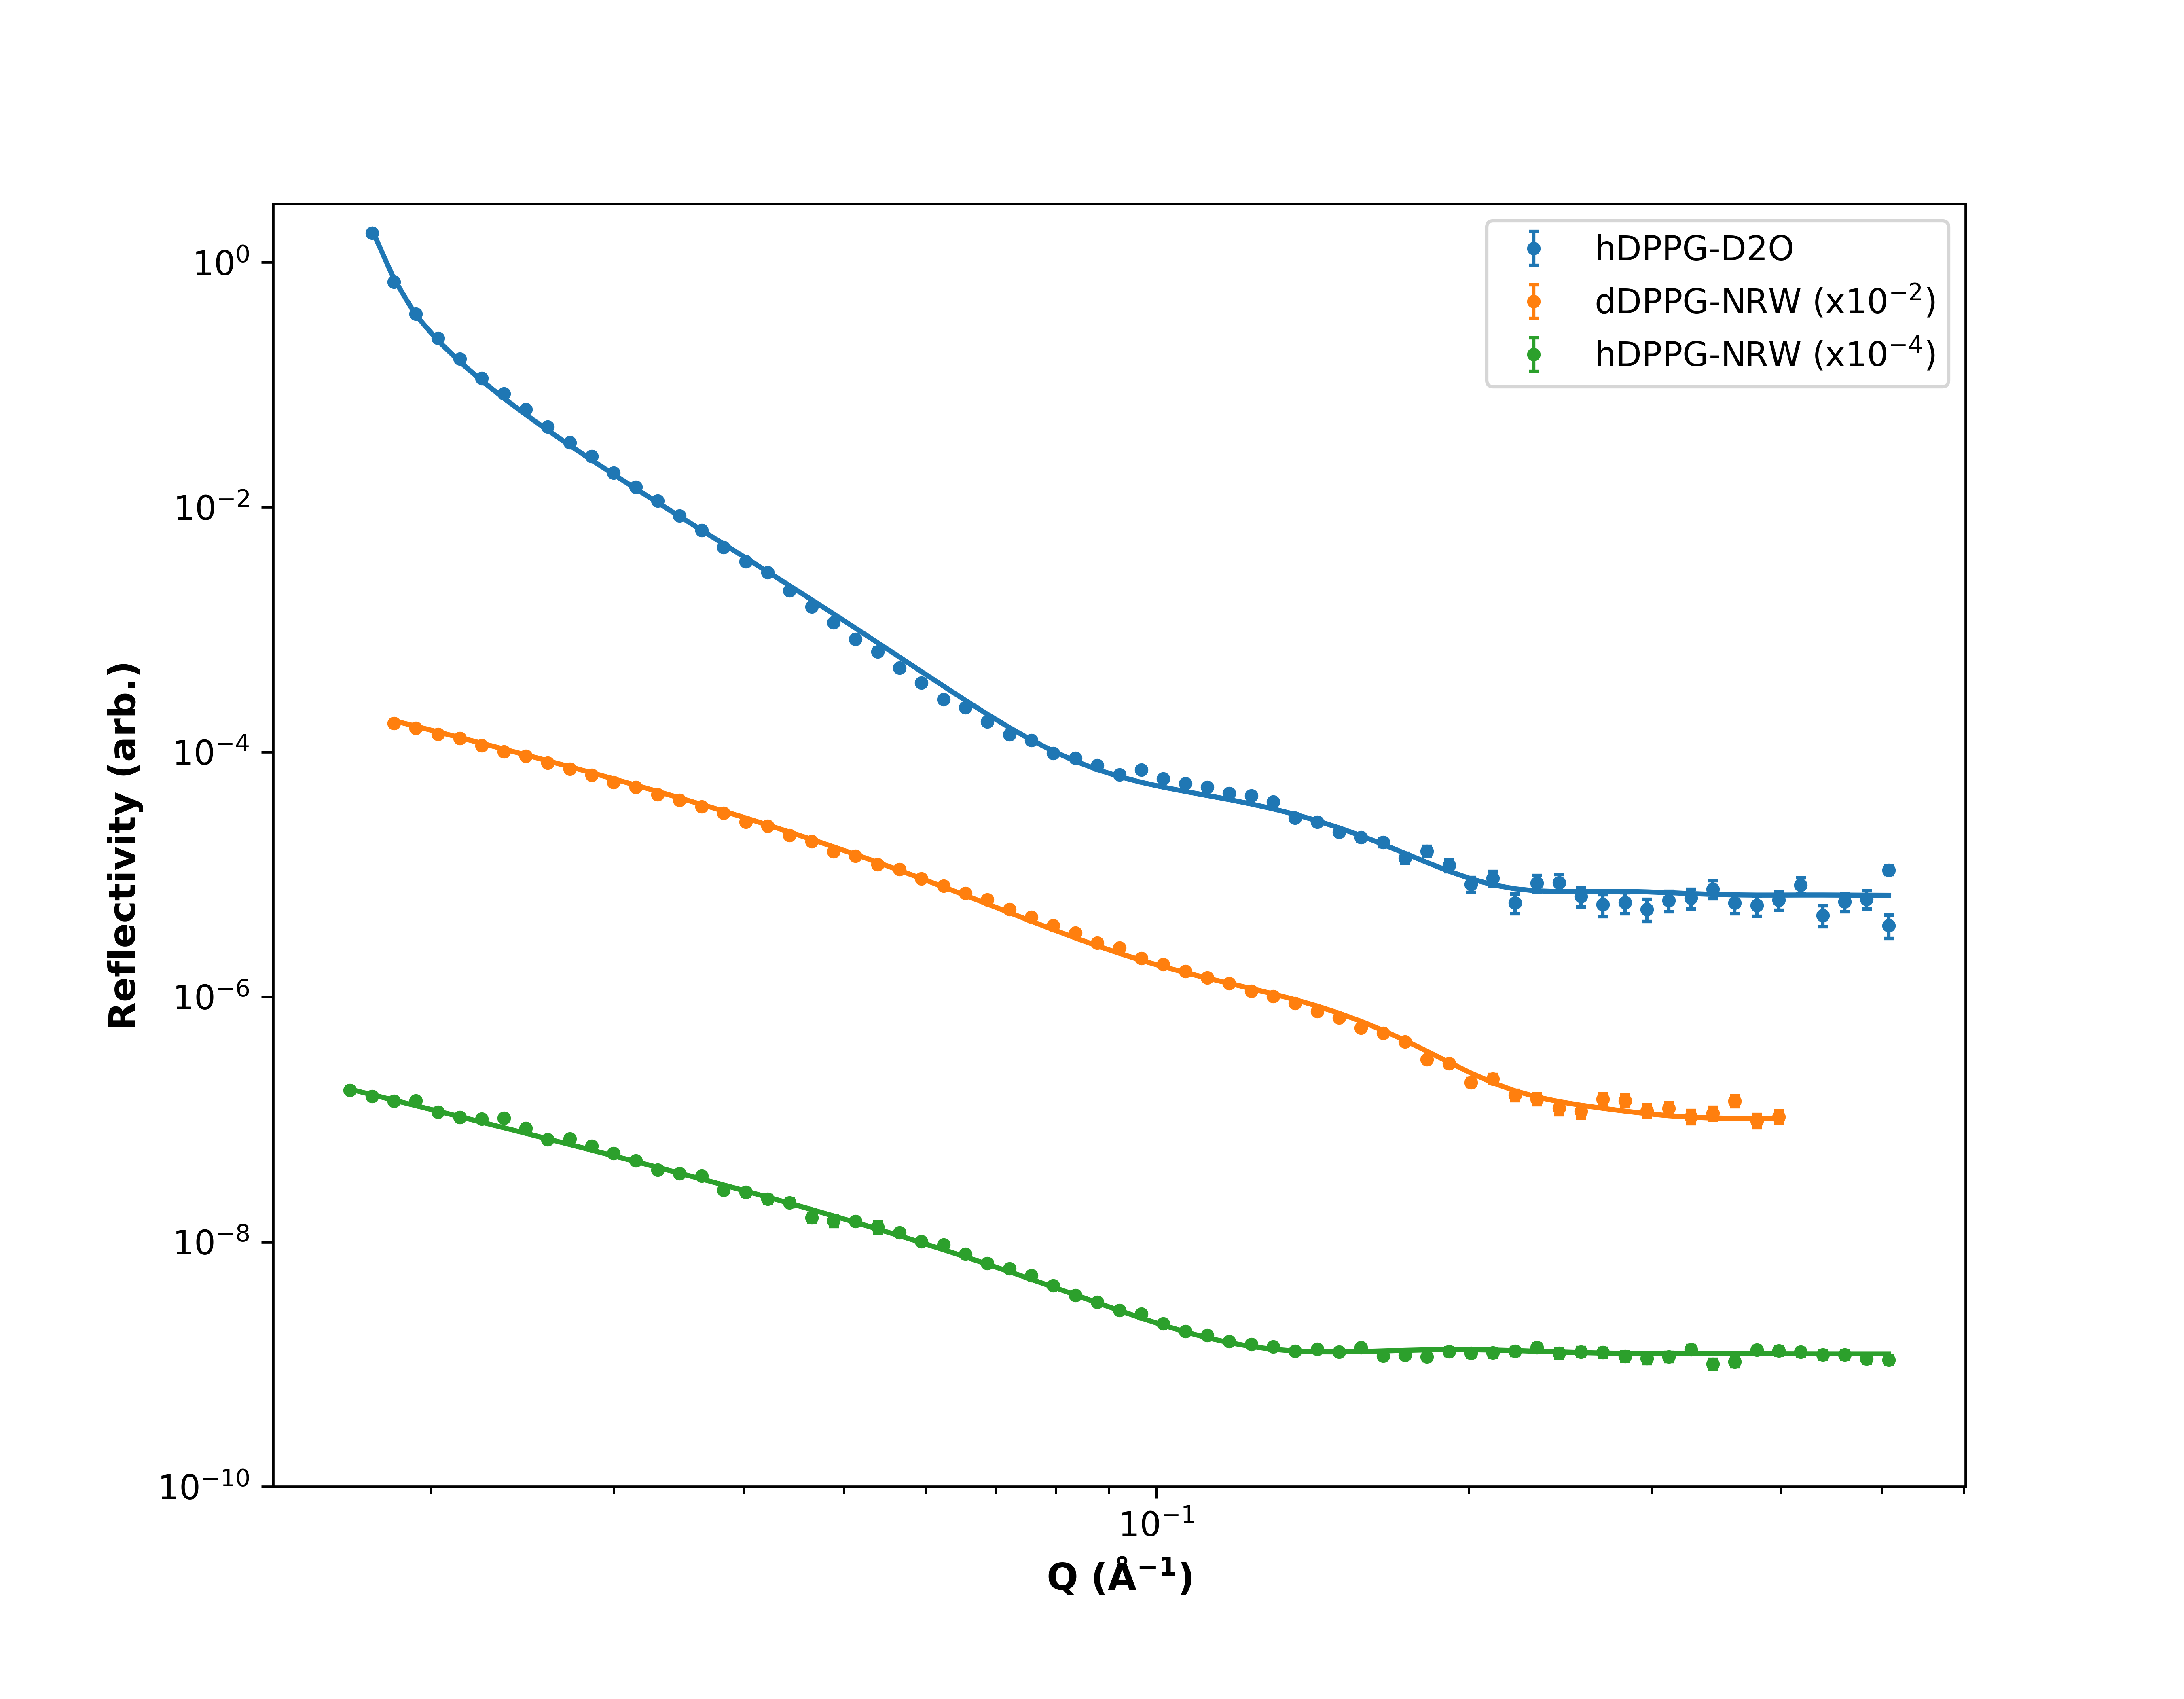 hDPPG-D2O
dDPPG-NRW (x10⁻²)
hDPPG-NRW (x10⁻⁴)
10⁰
10⁻²
10⁻⁴
10⁻⁶
10⁻⁸
10⁻¹⁰
Reflectivity (arb.)
10⁻¹
Q (Å⁻¹)